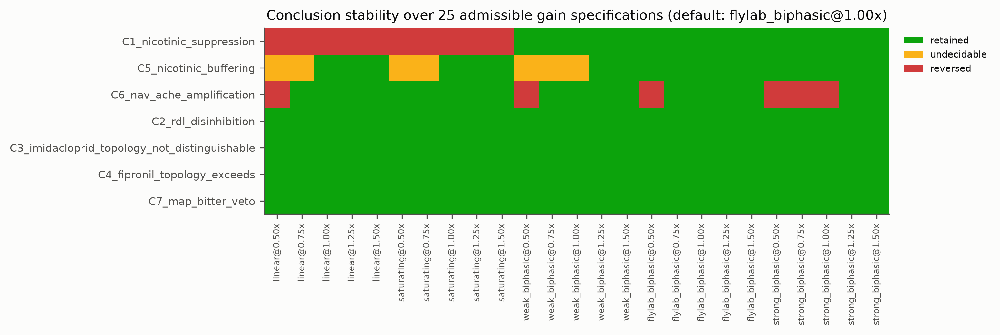 Conclusion stability over 25 admissible gain specifications (default: flylab_biphasic@1.00x)
C1_nicotinic_suppression
C5_nicotinic_buffering
C6_nav_ache_amplification
C2_rdl_disinhibition
C3_imidacloprid_topology_not_distinguishable
C4_fipronil_topology_exceeds
C7_map_bitter_veto
retained
undecidable
reversed
linear@0.50x
linear@0.75x
linear@1.00x
linear@1.25x
linear@1.50x
saturating@0.50x
saturating@0.75x
saturating@1.00x
saturating@1.25x
saturating@1.50x
weak_biphasic@0.50x
weak_biphasic@0.75x
weak_biphasic@1.00x
weak_biphasic@1.25x
weak_biphasic@1.50x
flylab_biphasic@0.50x
flylab_biphasic@0.75x
flylab_biphasic@1.00x
flylab_biphasic@1.25x
flylab_biphasic@1.50x
strong_biphasic@0.50x
strong_biphasic@0.75x
strong_biphasic@1.00x
strong_biphasic@1.25x
strong_biphasic@1.50x